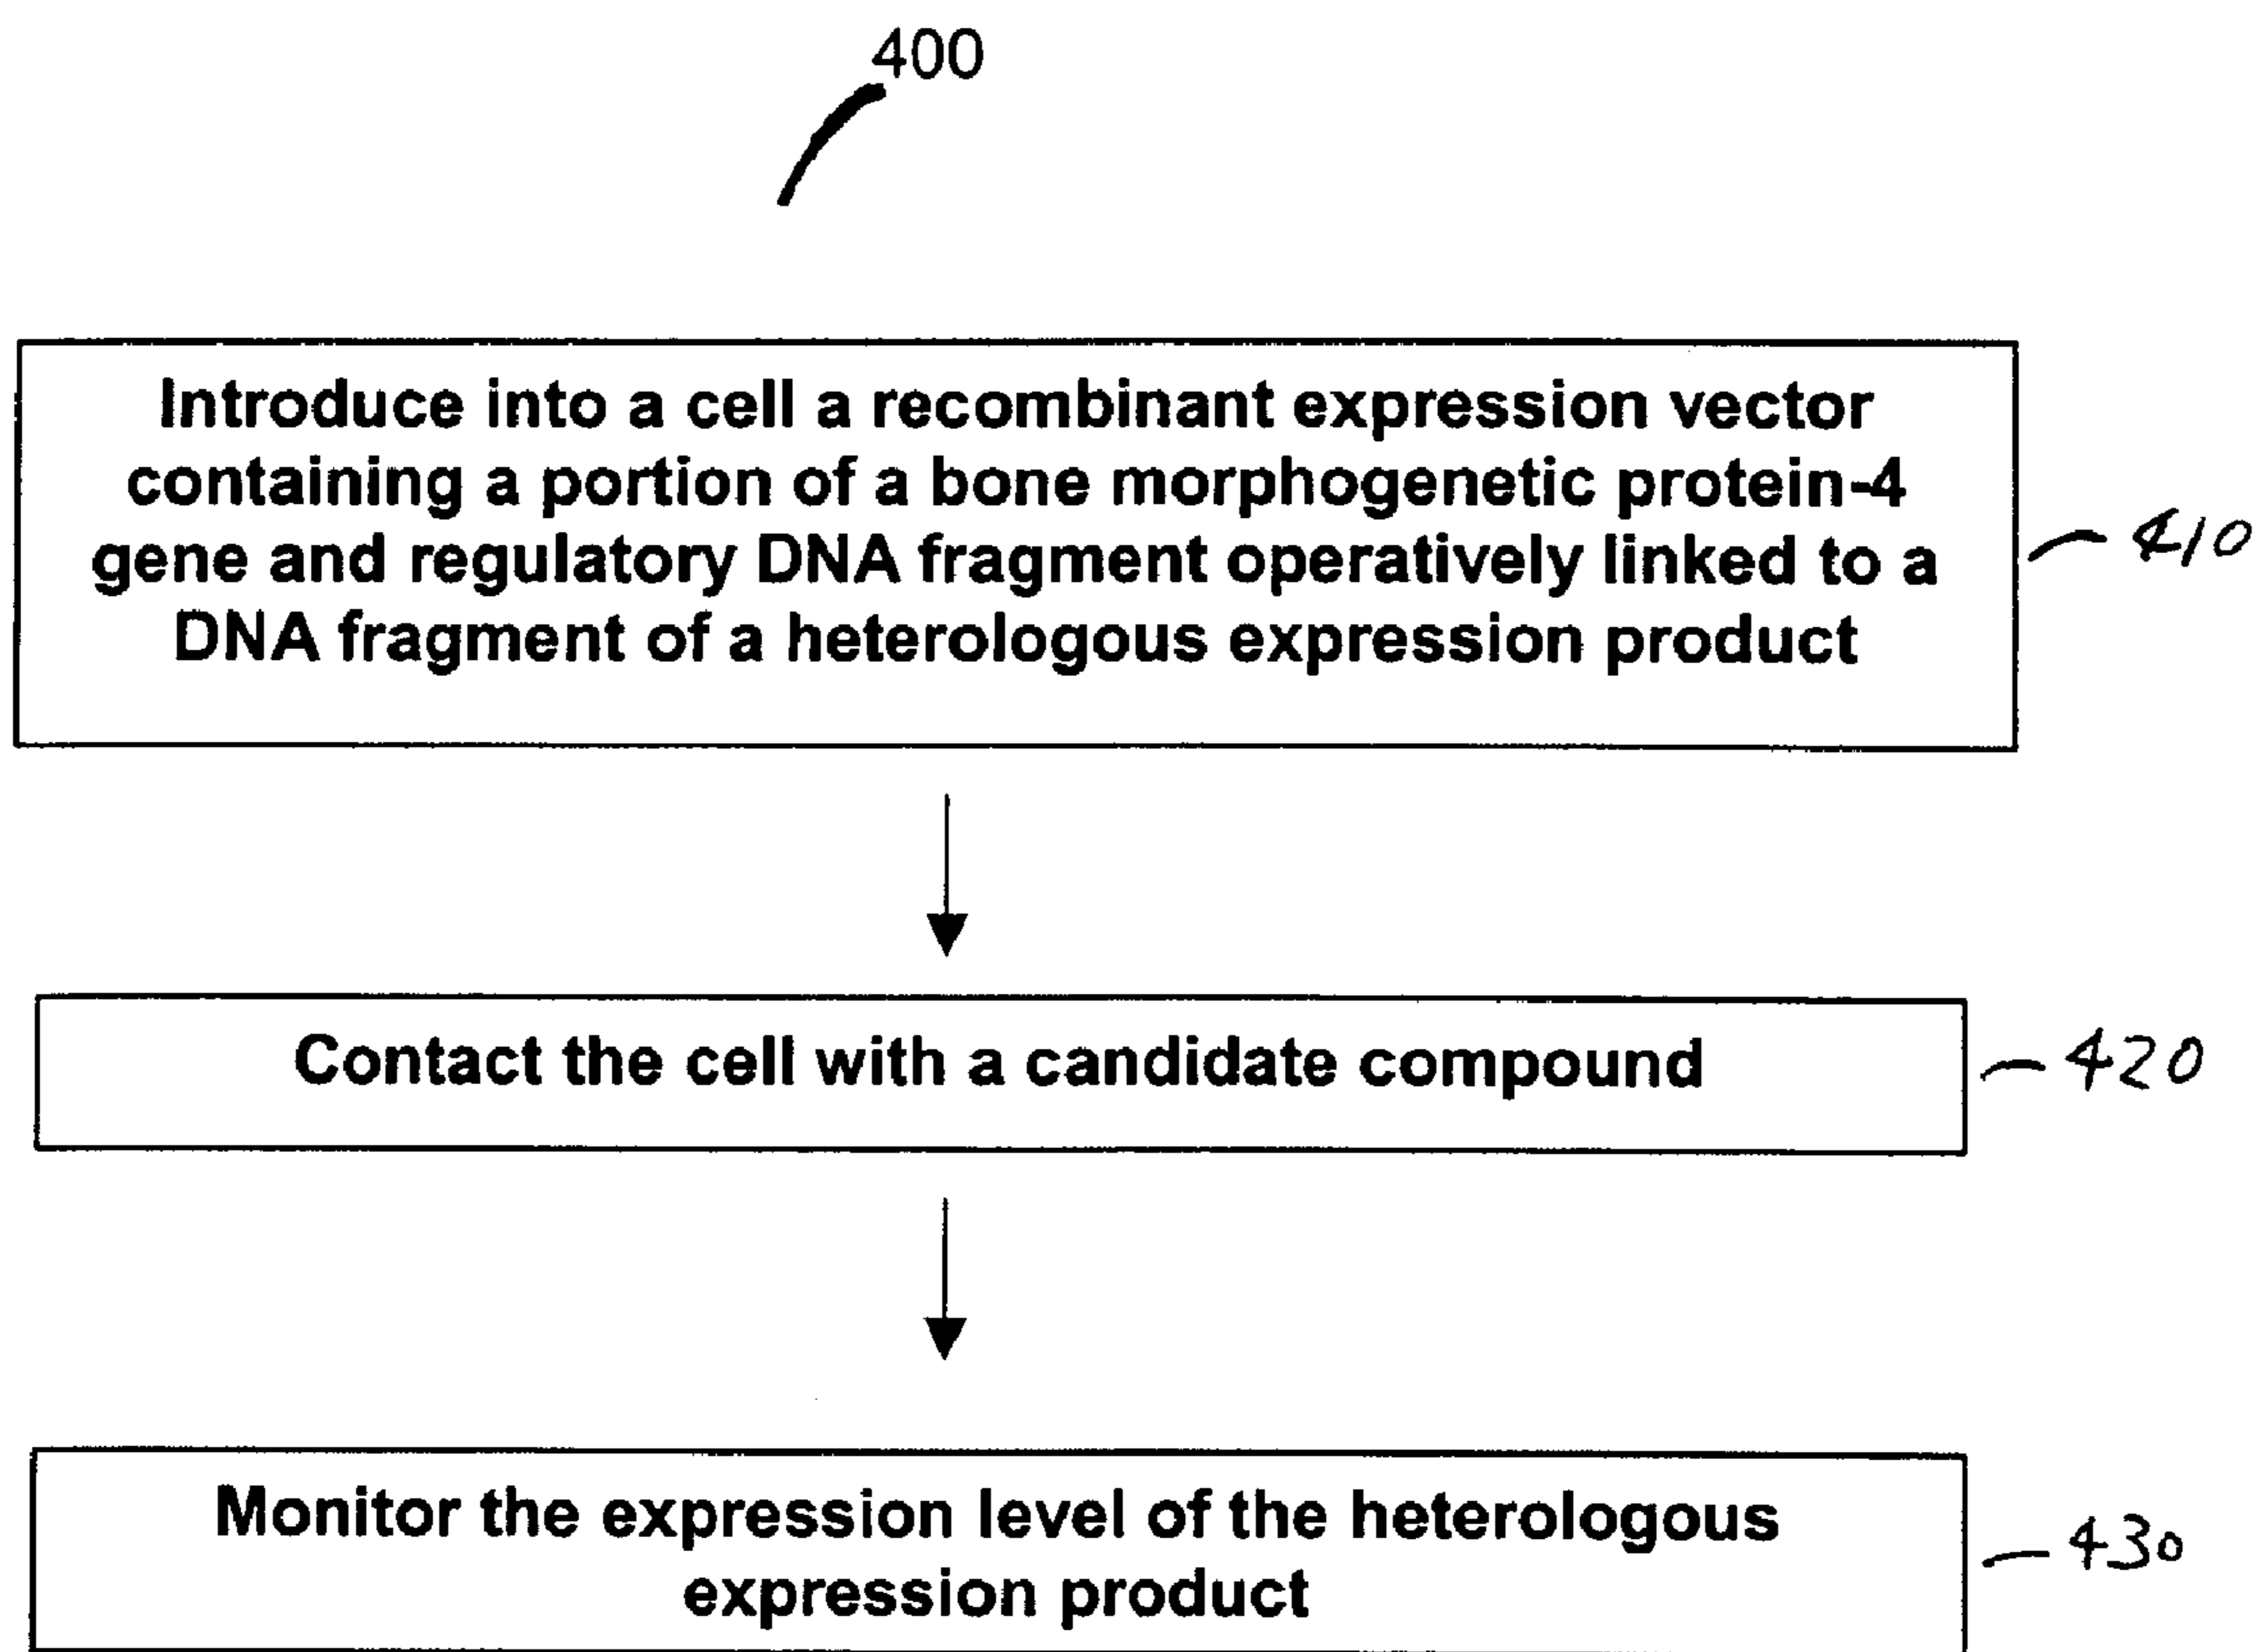 400
Introduce into a cell a recombinant expression vector
containing a portion of a bone morphogenetic protein-4
gene and regulatory DNA fragment operatively linked to a
DNA fragment of a heterologous expression product
410
Contact the cell with a candidate compound
420
Monitor the expression level of the heterologous
expression product
430